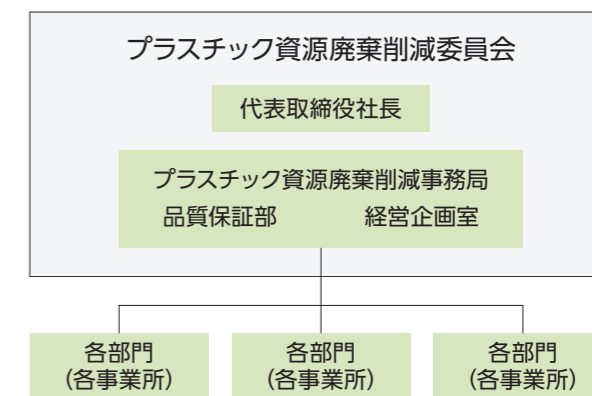 プラスチック資源廃棄削減委員会
代表取締役社長
プラスチック資源廃棄削減事務局
品質保証部 経営企画室
各部門 各部門 各部門
(各事業所) (各事業所) (各事業所)